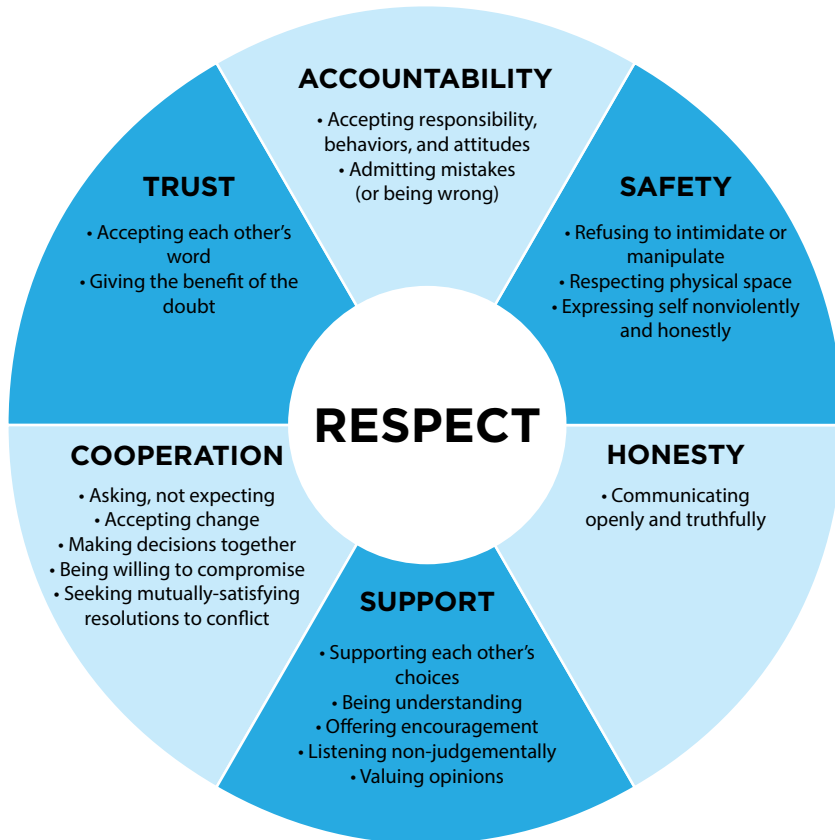 ACCOUNTABILITY
• Accepting responsibility,
behaviors, and attitudes
• Admitting mistakes
(or being wrong)
SAFETY
• Refusing to intimidate or
manipulate
• Respecting physical space
• Expressing self nonviolently
and honestly
HONESTY
• Communicating
openly and truthfully
SUPPORT
• Supporting each other’s
choices
• Being understanding
• Offering encouragement
• Listening non-judgementally
• Valuing opinions
COOPERATION
• Asking, not expecting
• Accepting change
• Making decisions together
• Being willing to compromise
• Seeking mutually-satisfying
resolutions to conflict
TRUST
• Accepting each other’s
word
• Giving the benefit of the
doubt
RESPECT